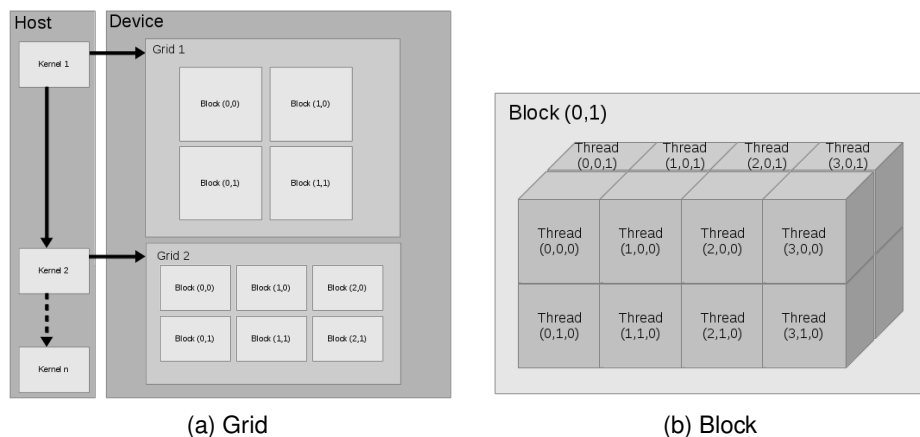 Host
Kernel 1
Kernel 2
Kernel n
Device
Grid 1
Block (0,0)
Block (1,0)
Block (0,1)
Block (1,1)
Grid 2
Block (0,0)
Block (1,0)
Block (2,0)
Block (0,1)
Block (1,1)
Block (2,1)
(a) Grid
Block (0,1)
Thread
(0,0,1)
Thread
(1,0,1)
Thread
(2,0,1)
Thread
(3,0,1)
Thread
(0,0,0)
Thread
(1,0,0)
Thread
(2,0,0)
Thread
(3,0,0)
Thread
(0,1,0)
Thread
(1,1,0)
Thread
(2,1,0)
Thread
(3,1,0)
(b) Block